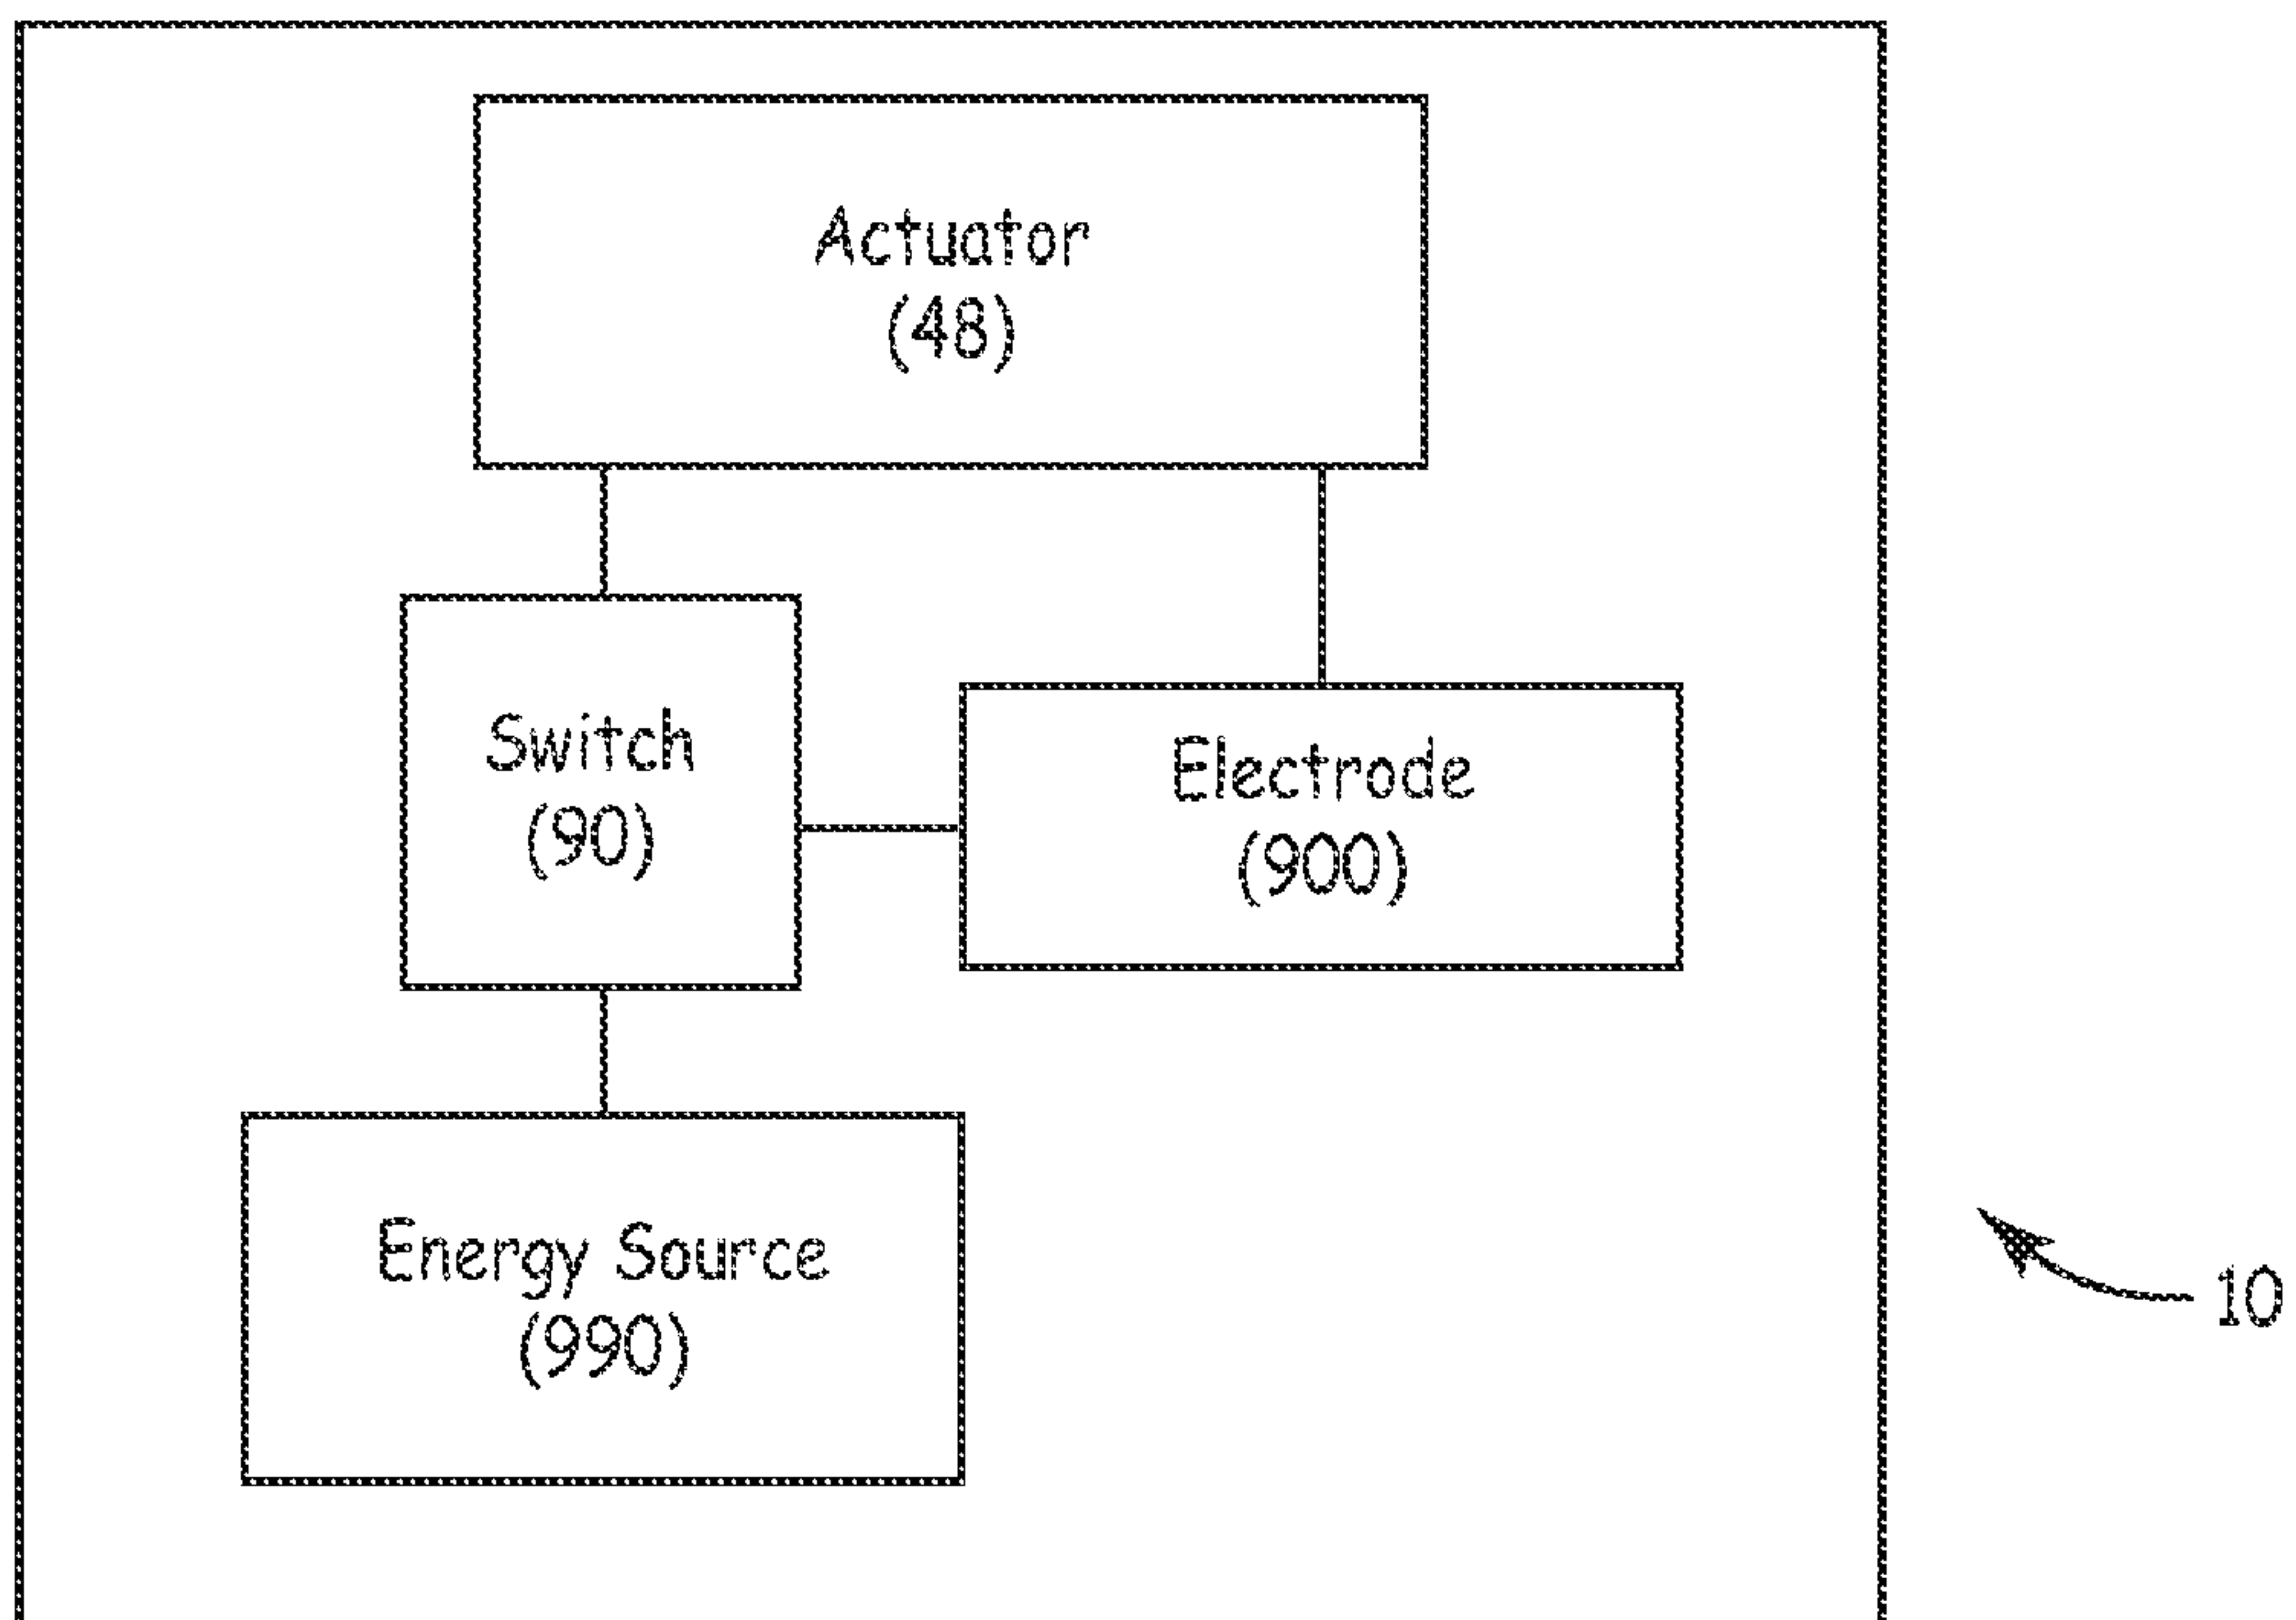 Actuator
(48)
Switch
(90)
Electrode
(900)
Energy Source
(990)
10